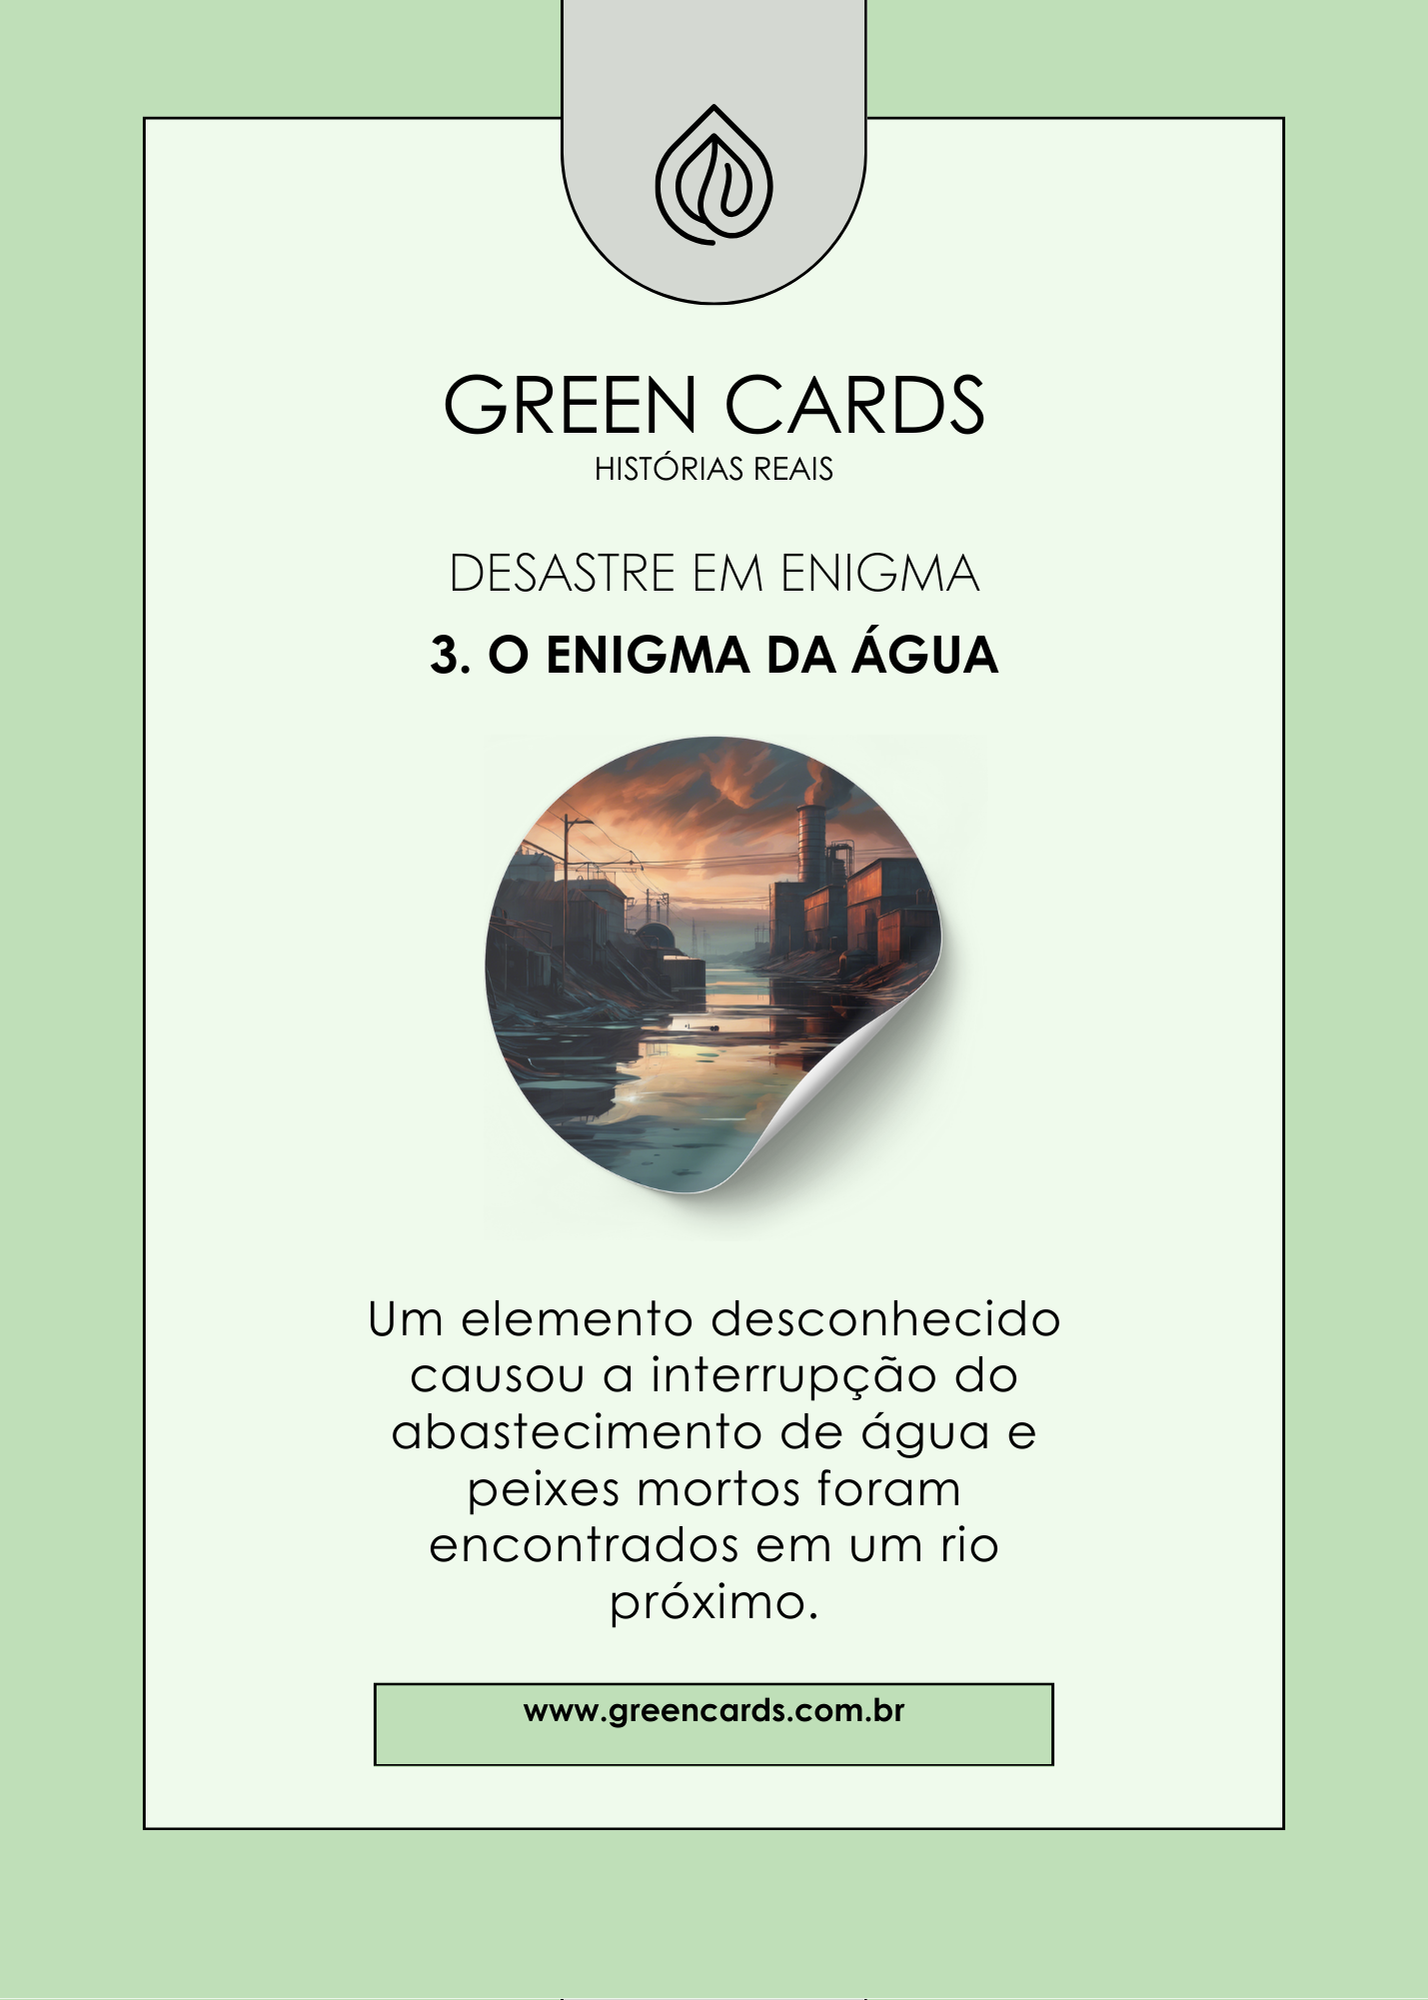 GREEN CARDS
HISTÓRIAS REAIS
DESASTRE EM ENIGMA
3. O ENIGMA DA ÁGUA
Um elemento desconhecido
causou a interrupção do
abastecimento de água e
peixes mortos foram
encontrados em um rio
próximo.
www.greencards.com.br